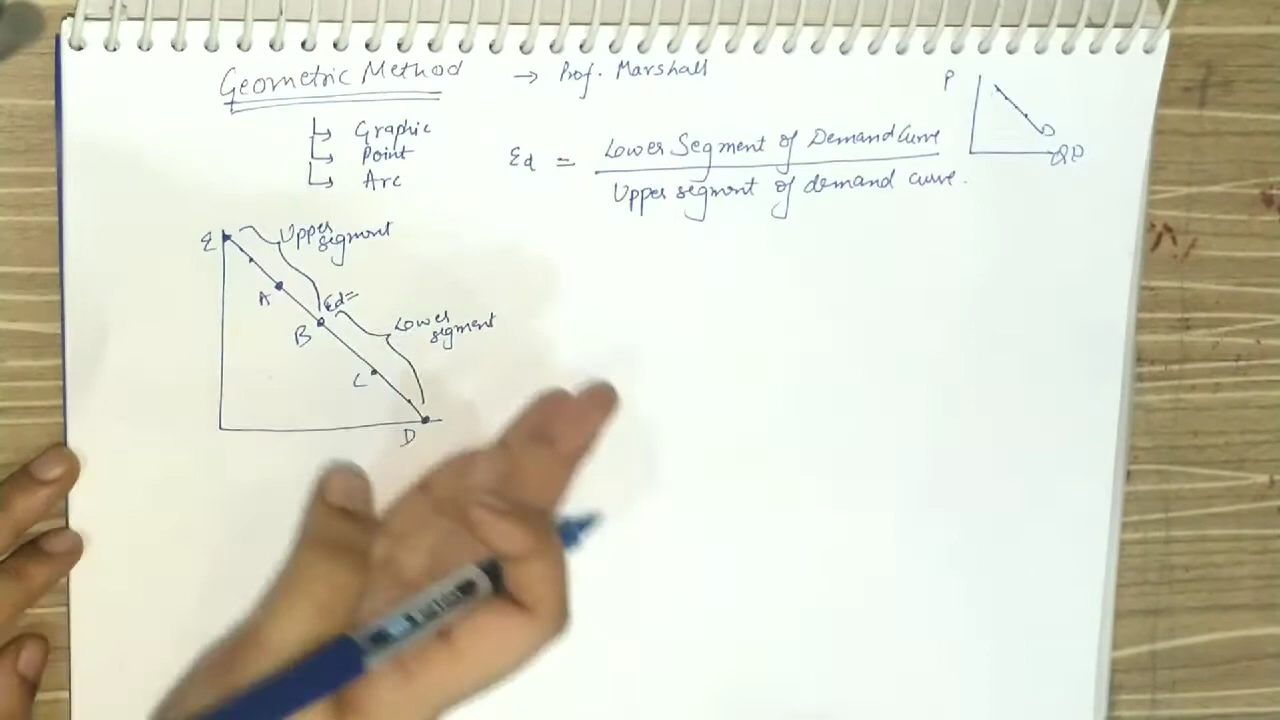 Geometric Method → Prof. Marshall
Graphic
Point
Arc
Ed = Lower Segment of Demand Curve
Upper segment of demand curve.
P
D
QD
E
Upper segment
A
Ed=
B
Lower segment
C
D